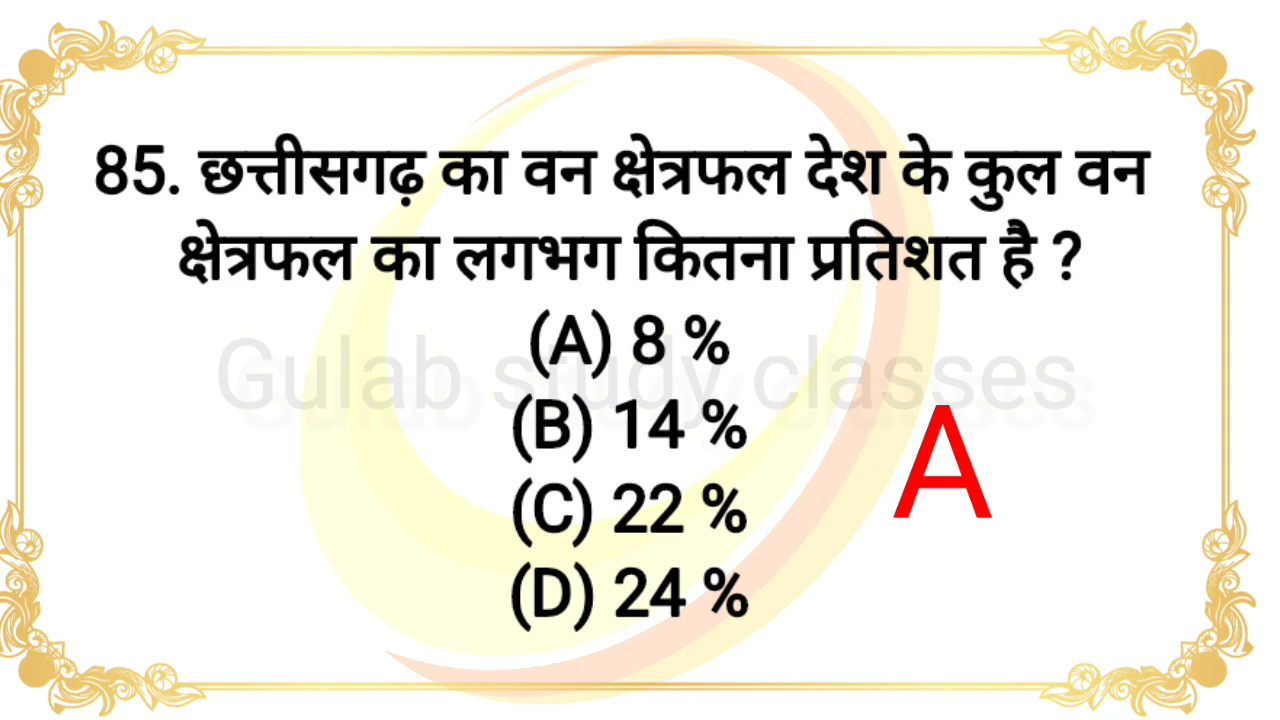 85. छत्तीसगढ़ का वन क्षेत्रफल देश के कुल वन
क्षेत्रफल का लगभग कितना प्रतिशत है ?
(A) 8 %
Gulab study classes
(B) 14 %
A
(C) 22 %
(D) 24 %